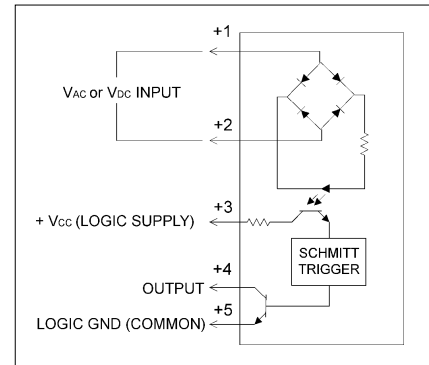 +1
VAC or VDC INPUT
+2
+3
+ VCC (LOGIC SUPPLY)
SCHMITT
TRIGGER
+4
OUTPUT
+5
LOGIC GND (COMMON)